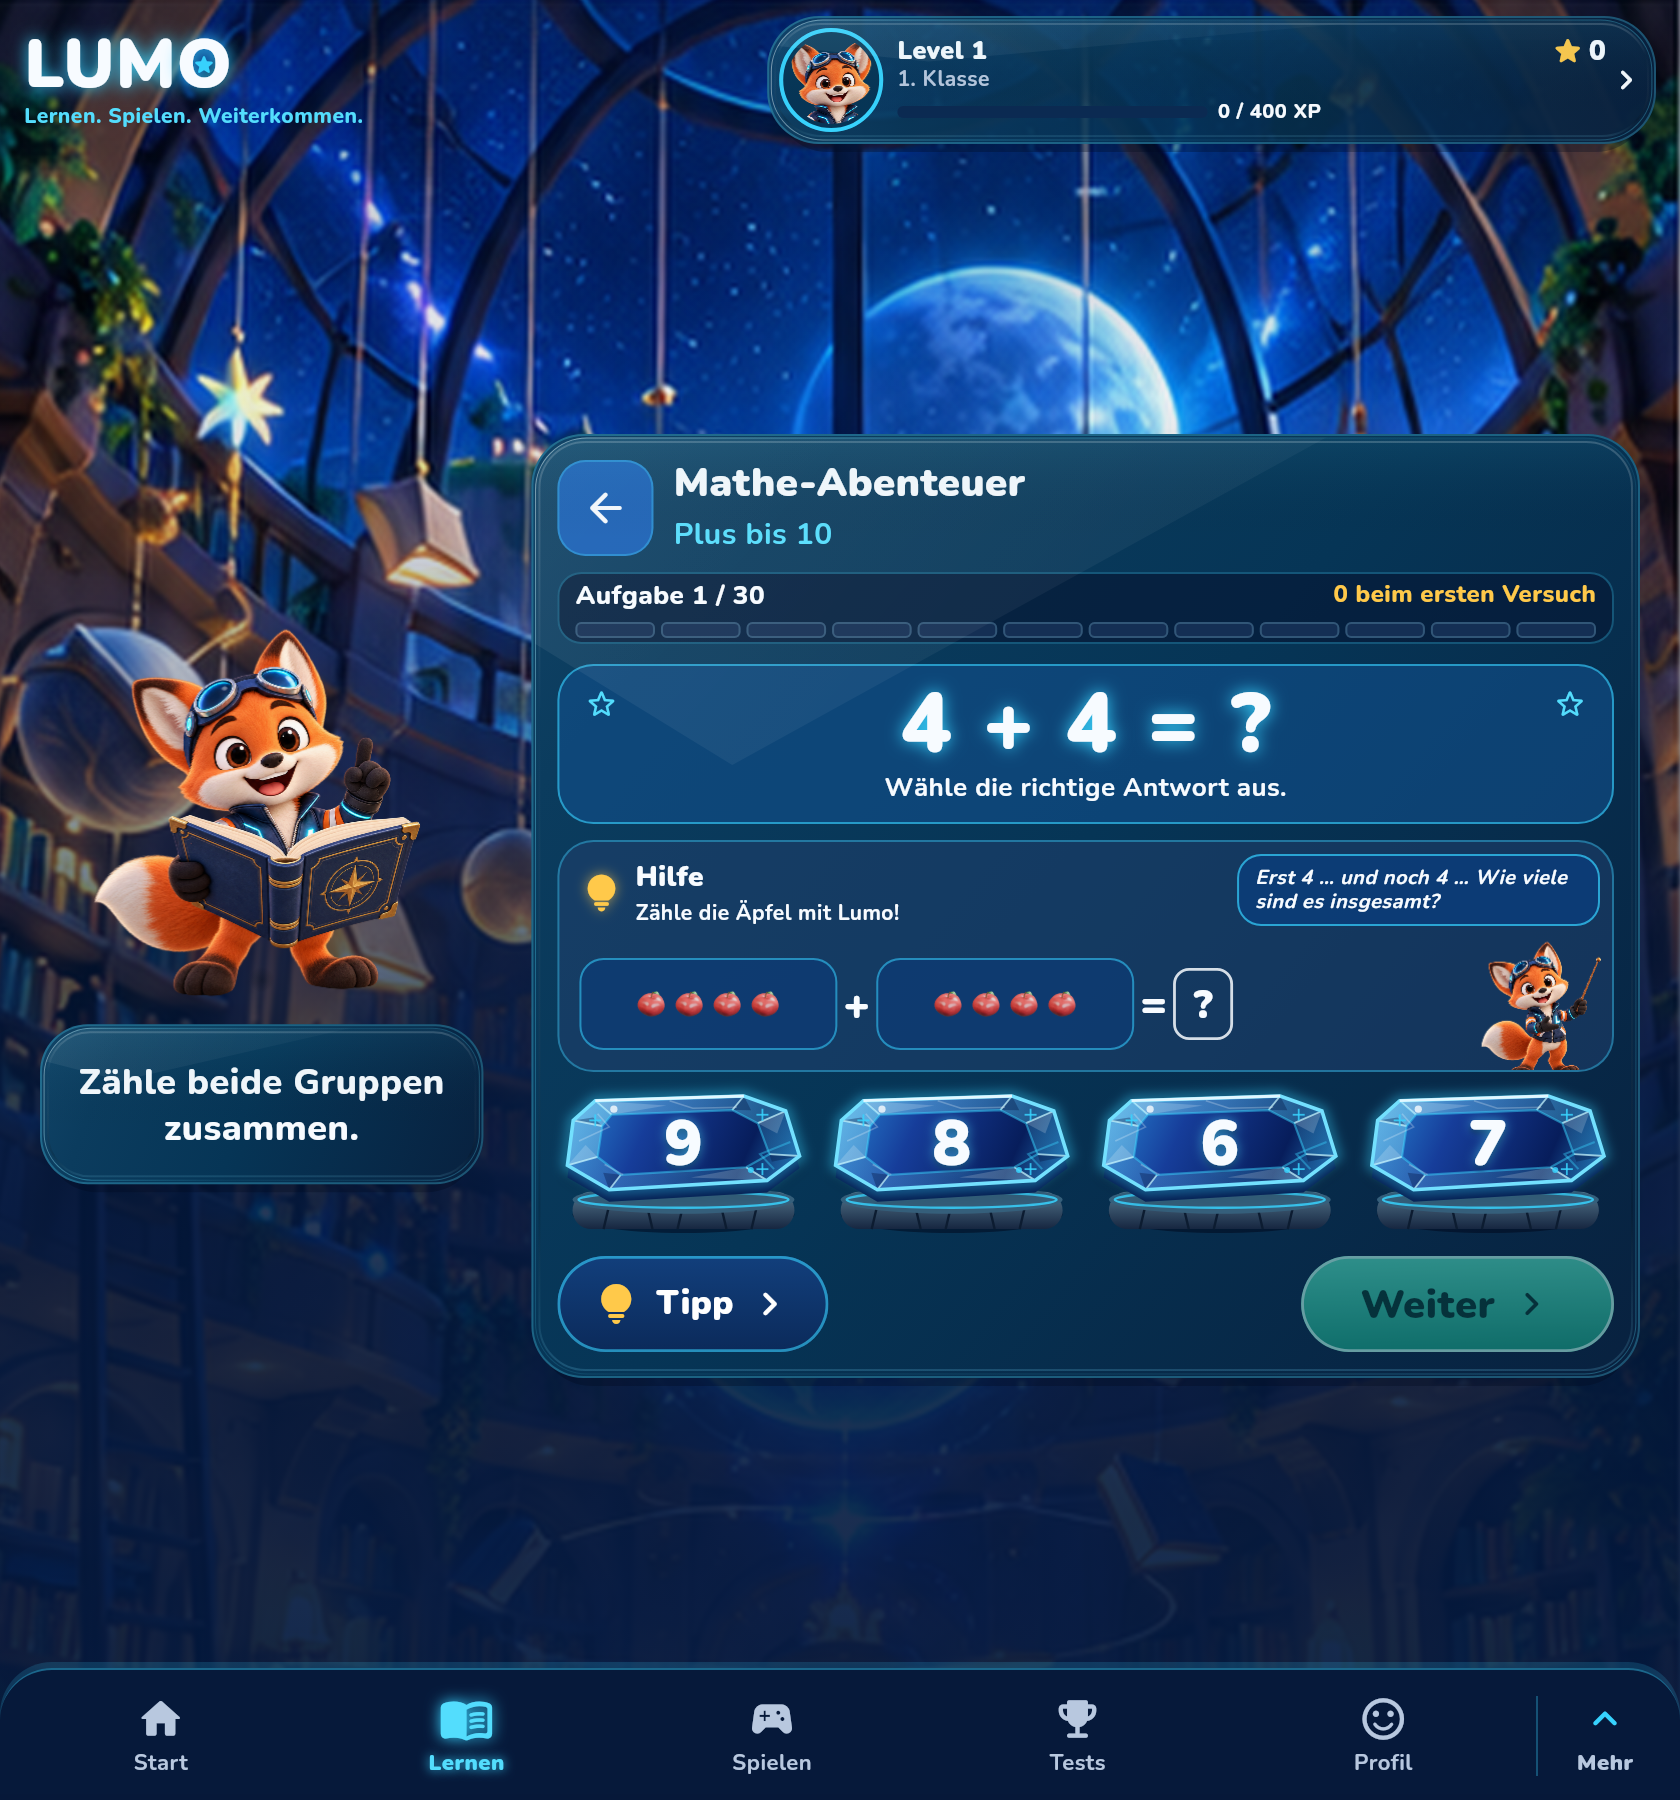 LUMO
Lernen. Spielen. Weiterkommen.
Level 1
1. Klasse
0
0 / 400 XP
Mathe-Abenteuer
Plus bis 10
Aufgabe 1 / 30
0 beim ersten Versuch
4 + 4 = ?
Wähle die richtige Antwort aus.
Hilfe
Zähle die Äpfel mit Lumo!
Erst 4 ... und noch 4 ... Wie viele
sind es insgesamt?
+ = ?
Zähle beide Gruppen
zusammen.
9 8 6 7
Tipp
Weiter
Start
Lernen
Spielen
Tests
Profil
Mehr